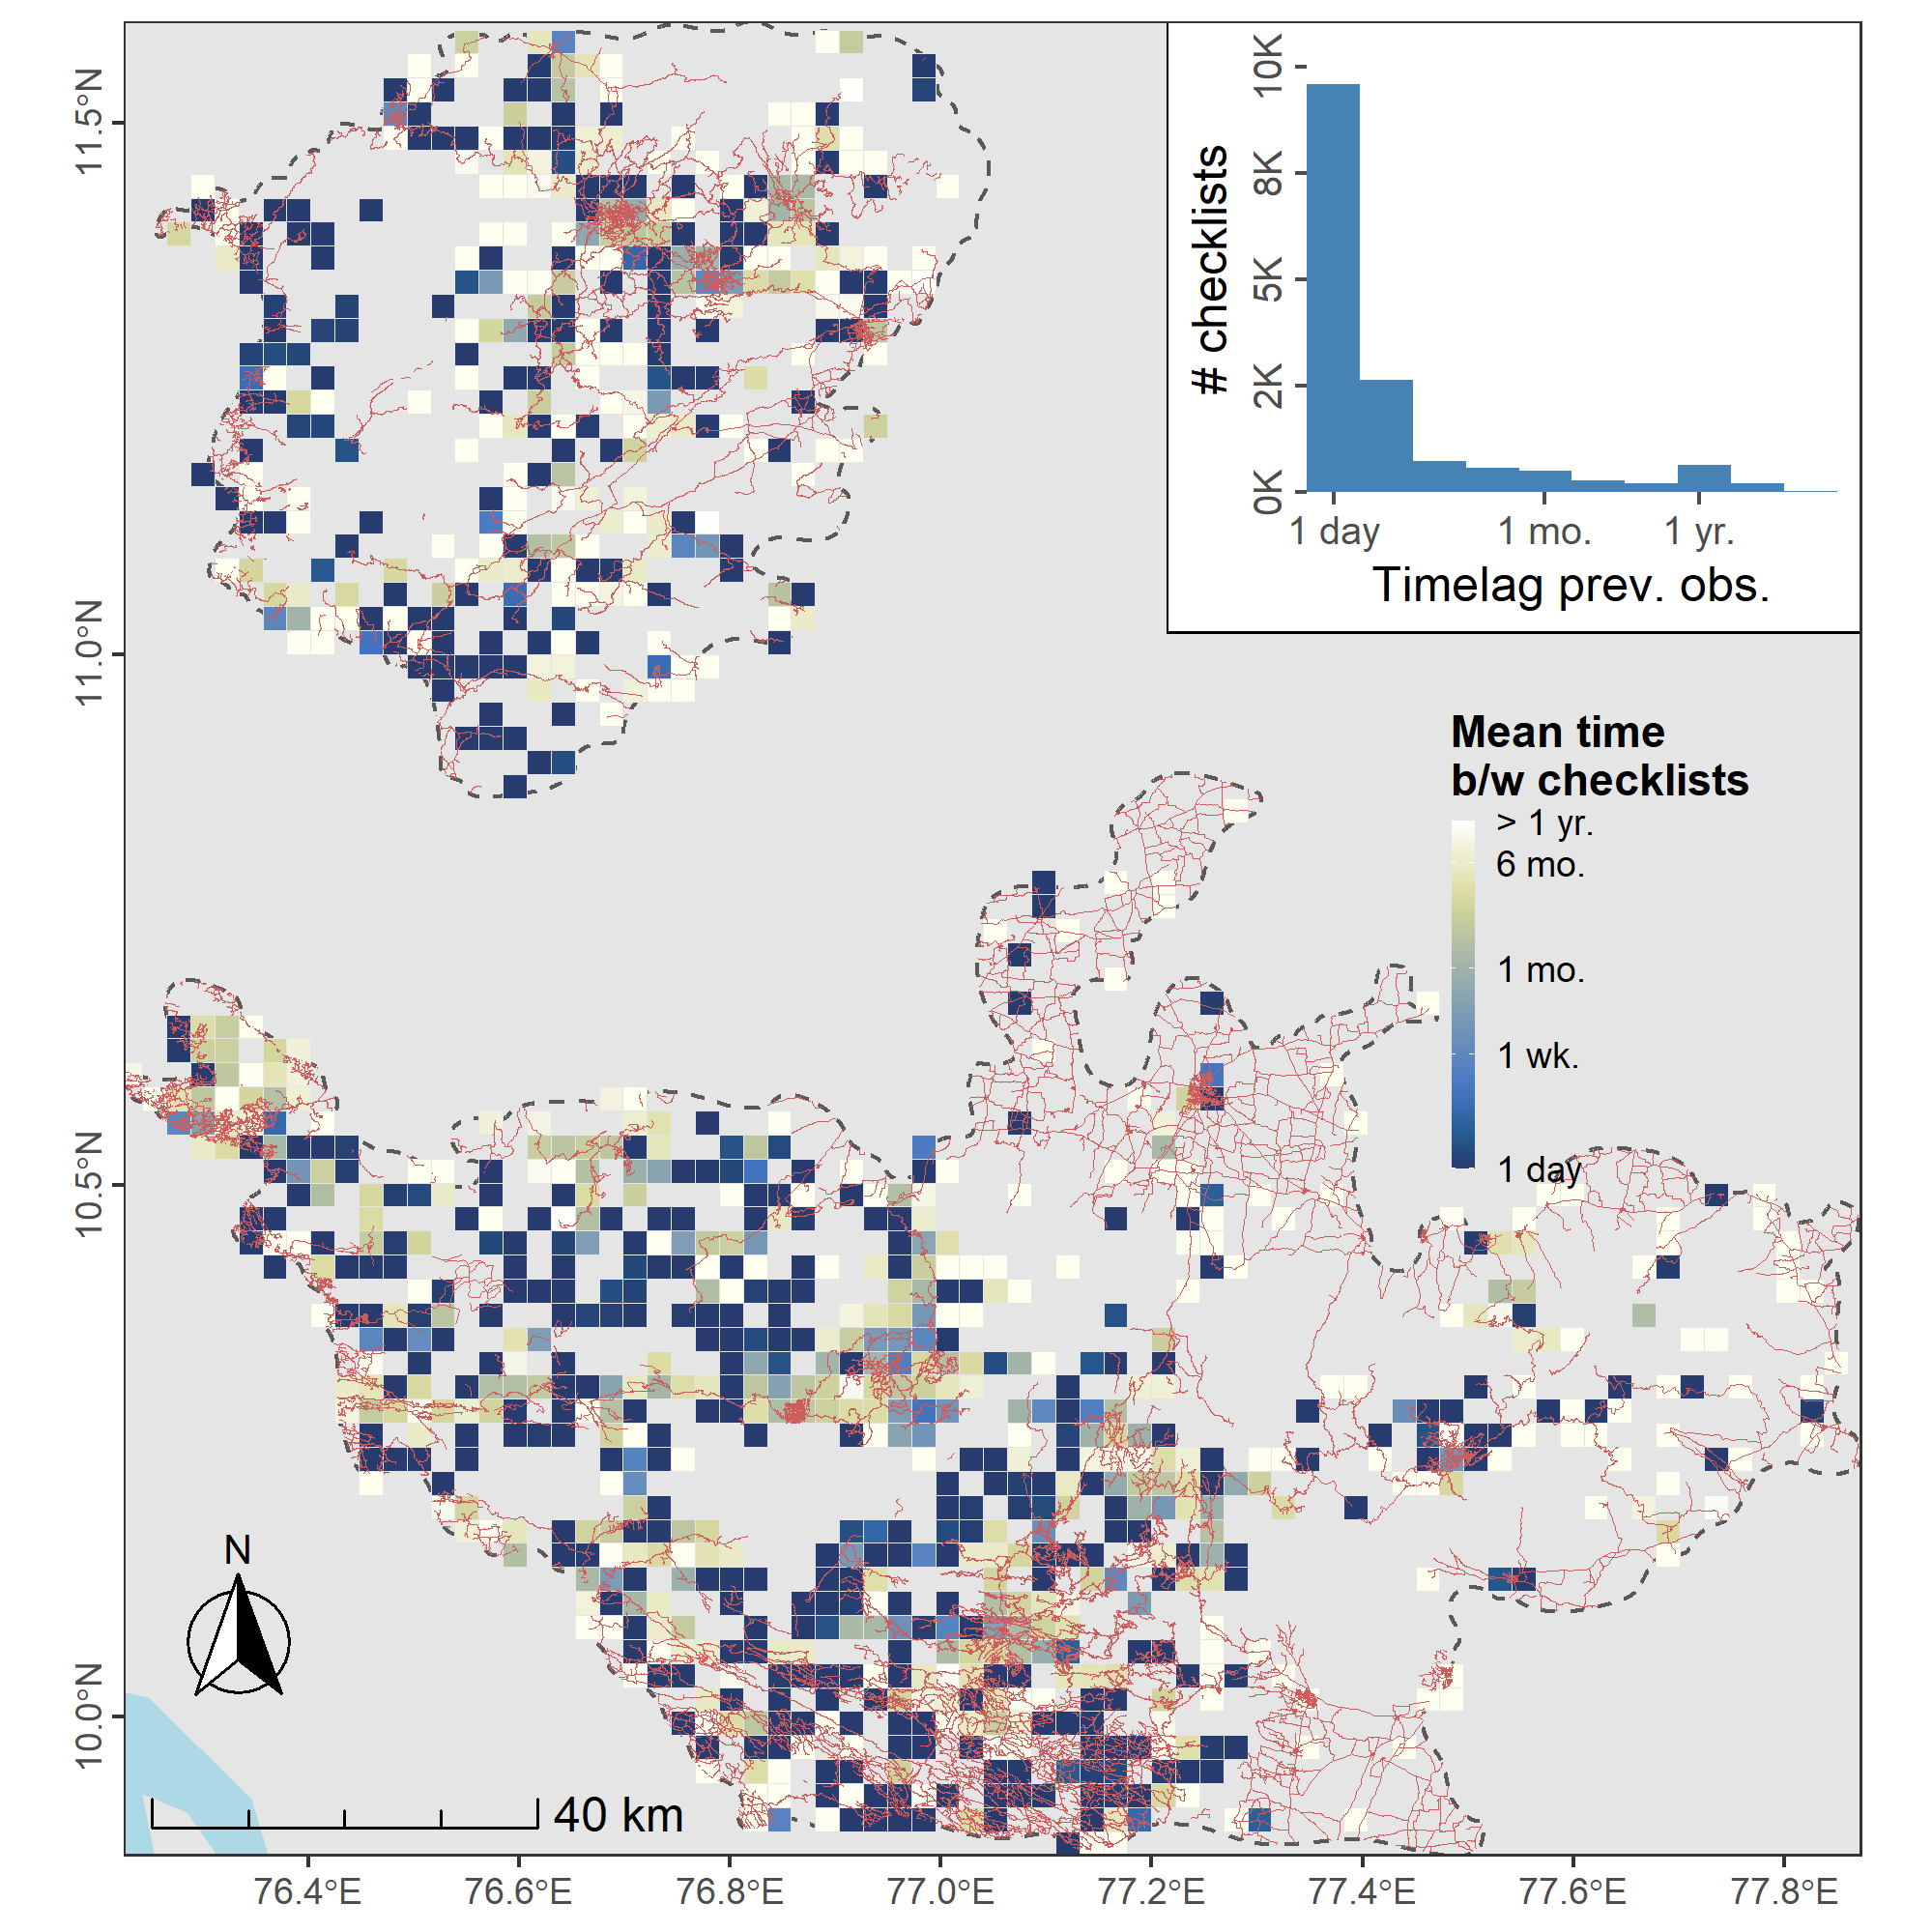 11.5°N
11.0°N
10.5°N
10.0°N
76.4°E
76.6°E
76.8°E
77.0°E
77.2°E
77.4°E
77.6°E
77.8°E
# checklists
10K
8K
5K
2K
0K
1 day
1 mo.
1 yr.
Timelag prev. obs.
Mean time
b/w checklists
> 1 yr.
6 mo.
1 mo.
1 wk.
1 day
N
40 km